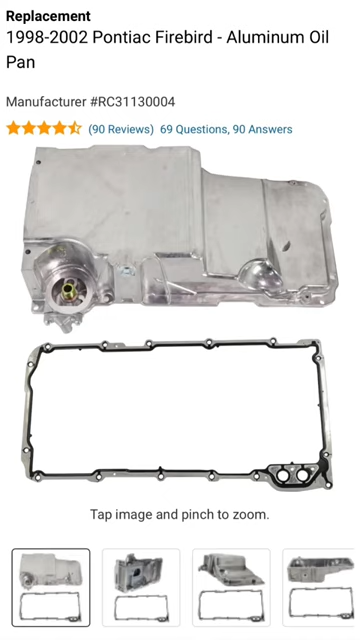 Replacement
1998-2002 Pontiac Firebird - Aluminum Oil
Pan
Manufacturer #RC31130004
(90 Reviews) 69 Questions, 90 Answers
Tap image and pinch to zoom.